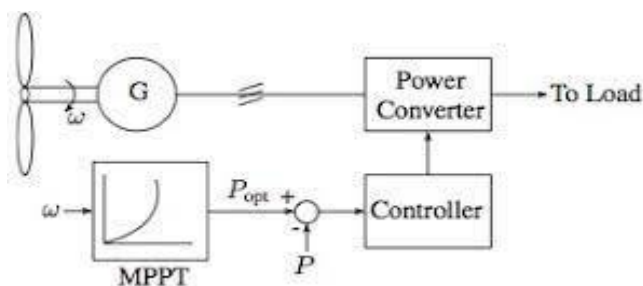 G
Power
Converter
To Load
ω
ω
P_opt
+
-
Controller
P
MPPT